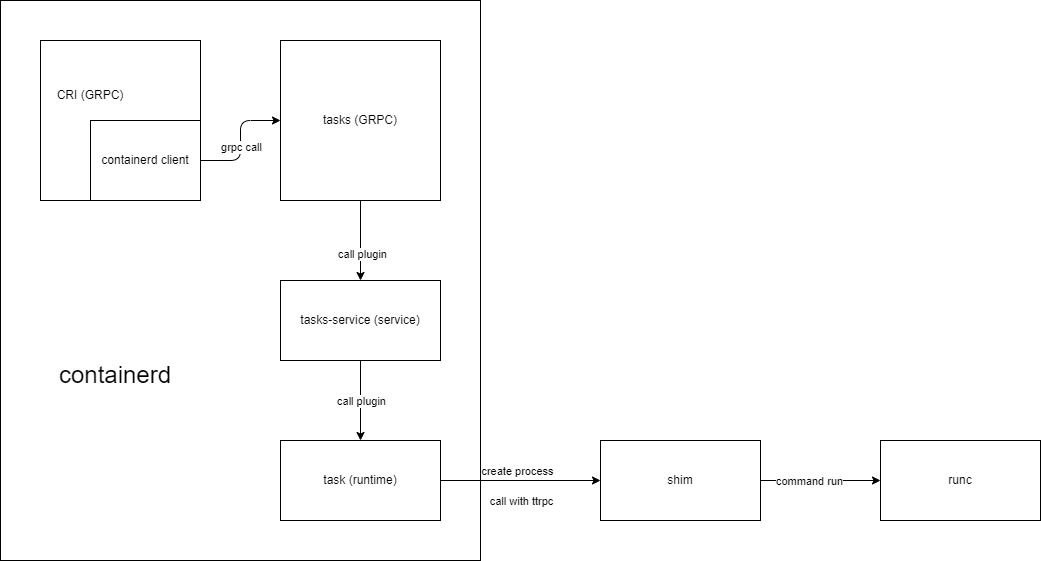 CRI (GRPC)
containerd client
grpc call
tasks (GRPC)
call plugin
tasks-service (service)
containerd
call plugin
task (runtime)
create process
call with ttrpc
shim
command run
runc